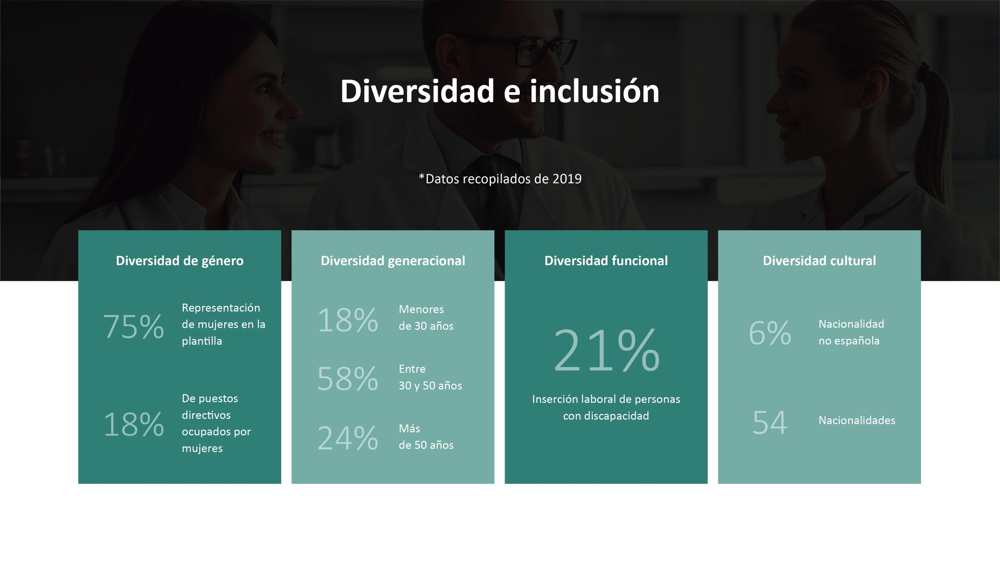 Diversidad e inclusión
*Datos recopilados de 2019
Diversidad de género
75%
Representación
de mujeres en la
plantilla
18%
De puestos
directivos
ocupados por
mujeres
Diversidad generacional
18%
Menores
de 30 años
58%
Entre
30 y 50 años
24%
Más
de 50 años
Diversidad funcional
21%
Inserción laboral de personas
con discapacidad
Diversidad cultural
6%
Nacionalidad
no española
54
Nacionalidades